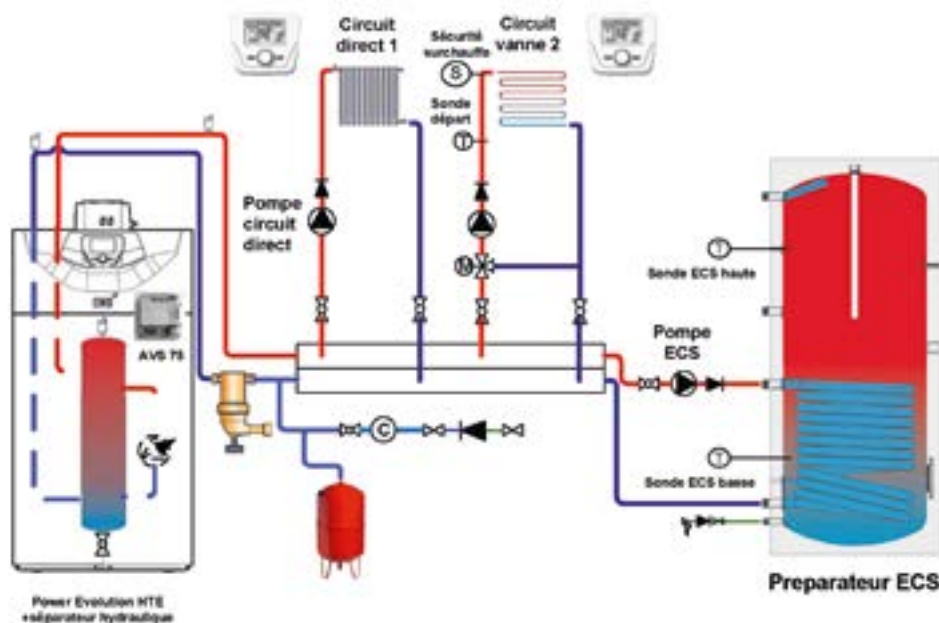 Circuit
direct 1
Sécurité
surchauffe
Circuit
vanne 2
S
Sonde
départ
T
Pompe
circuit
direct
M
AVS 75
T
Sonde ECS haute
Pompe
ECS
C
T
Sonde ECS basse
Preparateur ECS
Power Evolution HTE
+séparateur hydraulique